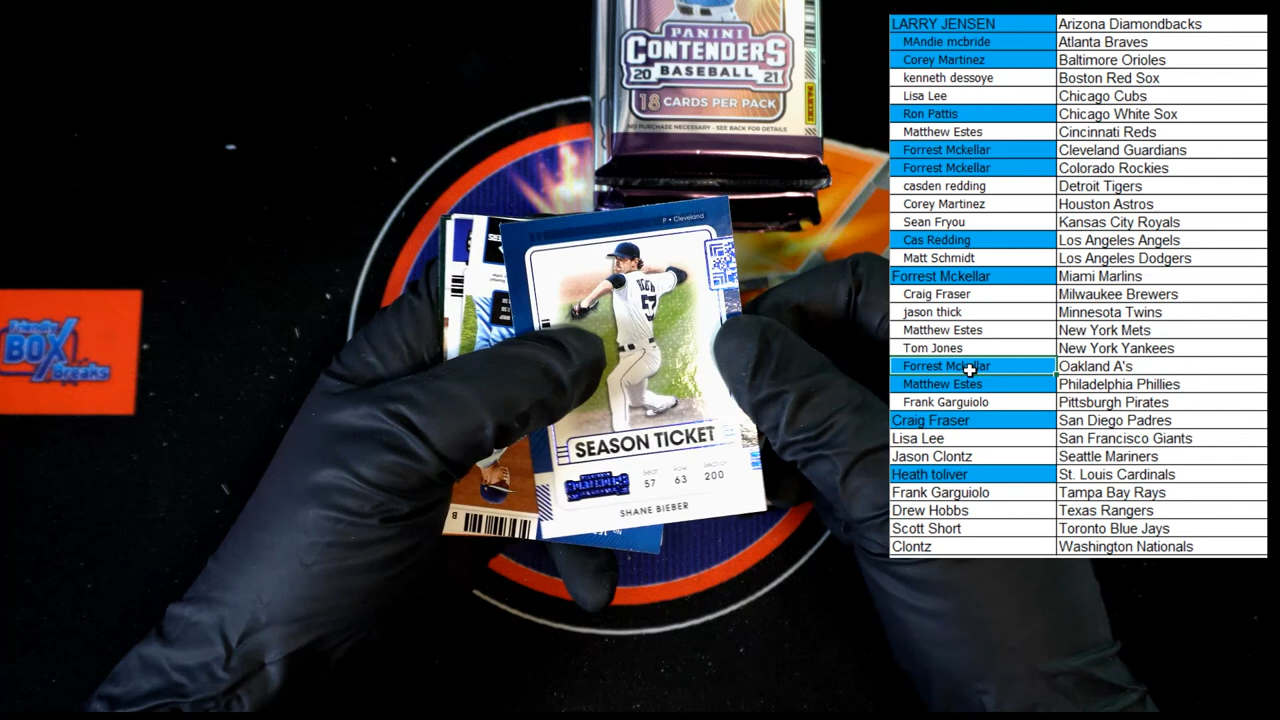 PANINI
CONTENDERS
20 21
BASEBALL
18 CARDS PER PACK
NO PURCHASE NECESSARY - SEE BACK FOR DETAILS
PANINI
P • Cleveland
57
SEASON TICKET
Seat Row Section
57 63 200
CONTENDERS
SHANE BIEBER
Friendly
BOX
Breaks
LARRY JENSEN Arizona Diamondbacks
MAndie mcbride Atlanta Braves
Corey Martinez Baltimore Orioles
kenneth dessoye Boston Red Sox
Lisa Lee Chicago Cubs
Ron Pattis Chicago White Sox
Matthew Estes Cincinnati Reds
Forrest Mckellar Cleveland Guardians
Forrest Mckellar Colorado Rockies
casden redding Detroit Tigers
Corey Martinez Houston Astros
Sean Fryou Kansas City Royals
Cas Redding Los Angeles Angels
Matt Schmidt Los Angeles Dodgers
Forrest Mckellar Miami Marlins
Craig Fraser Milwaukee Brewers
jason thick Minnesota Twins
Matthew Estes New York Mets
Tom Jones New York Yankees
Forrest Mckellar Oakland A's
Matthew Estes Philadelphia Phillies
Frank Garguiolo Pittsburgh Pirates
Craig Fraser San Diego Padres
Lisa Lee San Francisco Giants
Jason Clontz Seattle Mariners
Heath toliver St. Louis Cardinals
Frank Garguiolo Tampa Bay Rays
Drew Hobbs Texas Rangers
Scott Short Toronto Blue Jays
Clontz Washington Nationals